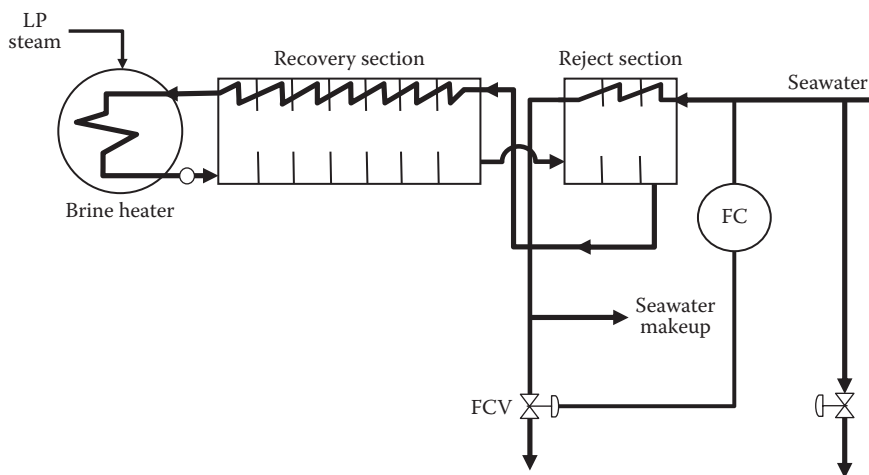 LP
steam
Recovery section
Reject section
Seawater
Brine heater
FC
Seawater
makeup
FCV